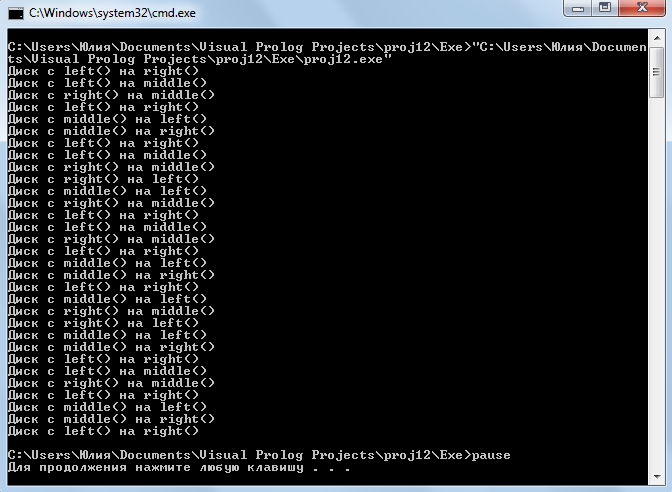 C:\Windows\system32\cmd.exe
C:\Users\Юлия\Documents\Visual Prolog Projects\proj12\Exe>"C:\Users\Юлия\Documen
ts\Visual Prolog Projects\proj12\Exe\proj12.exe"
Диск с left() на right()
Диск с left() на middle()
Диск с right() на middle()
Диск с left() на right()
Диск с middle() на left()
Диск с middle() на right()
Диск с left() на right()
Диск с left() на middle()
Диск с right() на middle()
Диск с right() на left()
Диск с middle() на left()
Диск с right() на middle()
Диск с left() на right()
Диск с left() на middle()
Диск с right() на middle()
Диск с left() на right()
Диск с middle() на left()
Диск с middle() на right()
Диск с left() на right()
Диск с middle() на left()
Диск с right() на middle()
Диск с right() на left()
Диск с middle() на left()
Диск с middle() на right()
Диск с left() на right()
Диск с left() на middle()
Диск с right() на middle()
Диск с left() на right()
Диск с middle() на left()
Диск с middle() на right()
Диск с left() на right()
C:\Users\Юлия\Documents\Visual Prolog Projects\proj12\Exe>pause
Для продолжения нажмите любую клавишу . . .